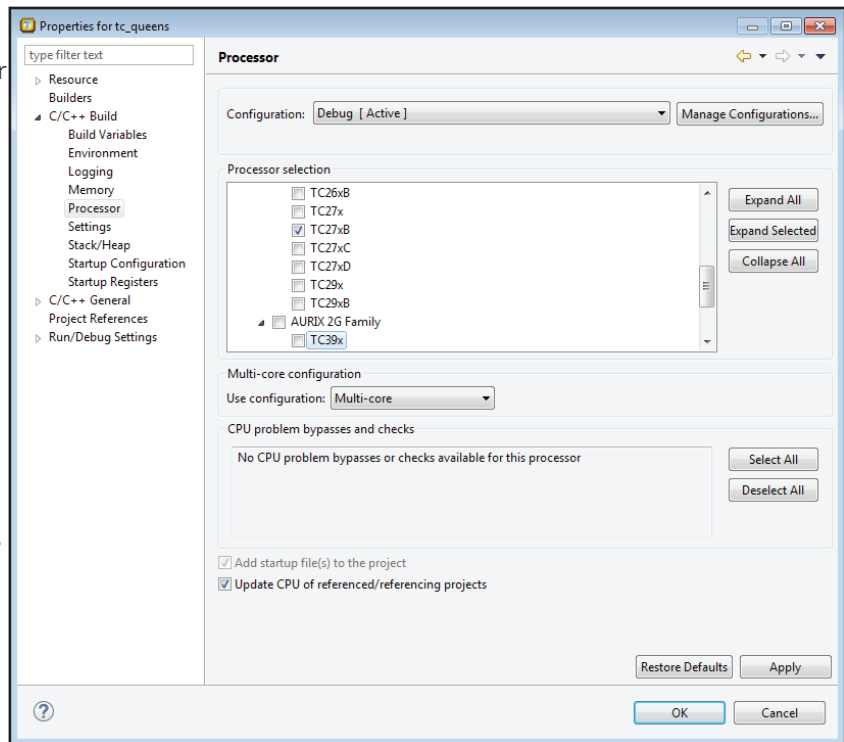 Properties for tc_queens
type filter text
r
Resource
Builders
C/C++ Build
Build Variables
Environment
Logging
Memory
Processor
Settings
Stack/Heap
Startup Configuration
Startup Registers
C/C++ General
Project References
Run/Debug Settings
Processor
Configuration: Debug [ Active ] Manage Configurations...
Processor selection
TC26xB
TC27x
TC27xB
TC27xC
TC27xD
TC29x
TC29xB
AURIX 2G Family
TC39x
Expand All
Expand Selected
Collapse All
Multi-core configuration
Use configuration: Multi-core
CPU problem bypasses and checks
No CPU problem bypasses or checks available for this processor
Select All
Deselect All
Add startup file(s) to the project
Update CPU of referenced/referencing projects
Restore Defaults Apply
? OK Cancel